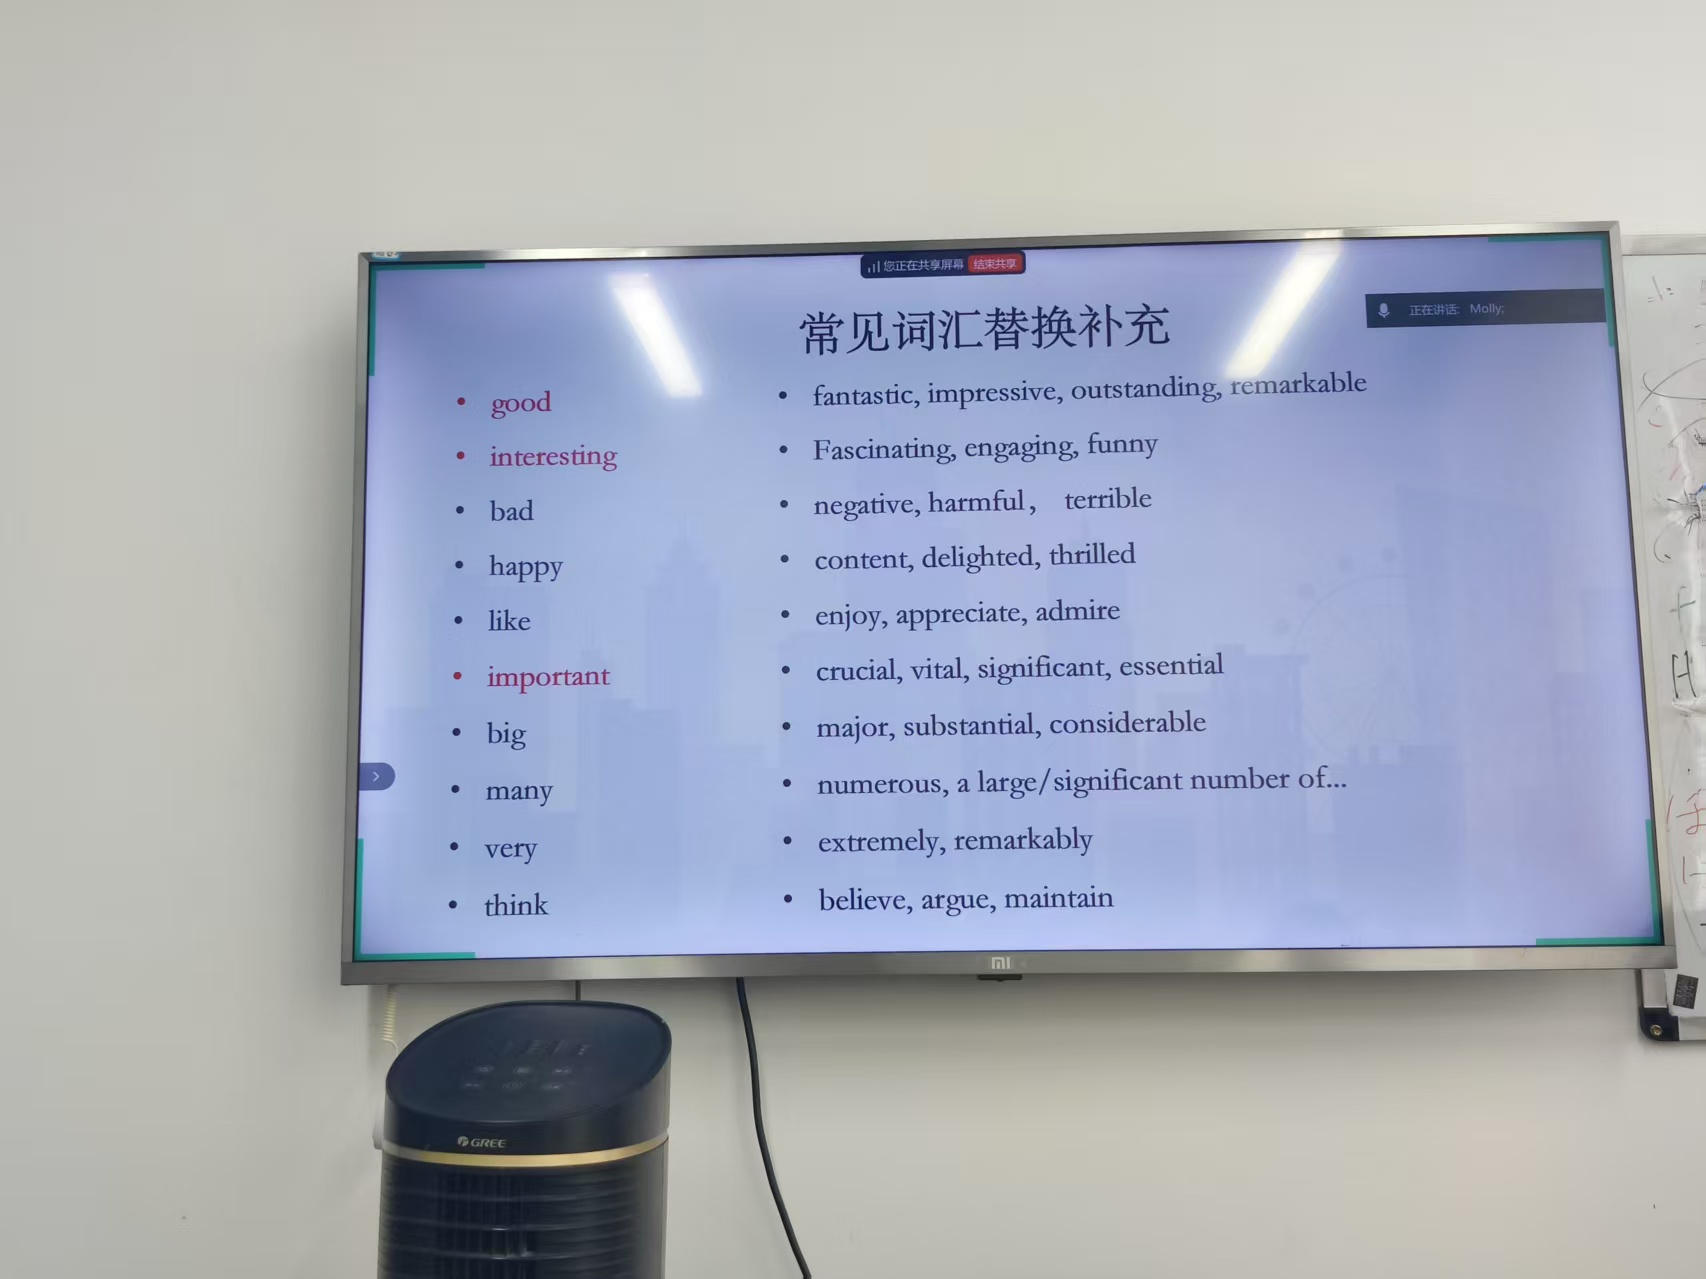 您正在共享屏幕 结束共享
正在讲话: Molly;
常见词汇替换补充
• good • fantastic, impressive, outstanding, remarkable
• interesting • Fascinating, engaging, funny
• bad • negative, harmful， terrible
• happy • content, delighted, thrilled
• like • enjoy, appreciate, admire
• important • crucial, vital, significant, essential
• big • major, substantial, considerable
• many • numerous, a large/significant number of...
• very • extremely, remarkably
• think • believe, argue, maintain
mi
GREE